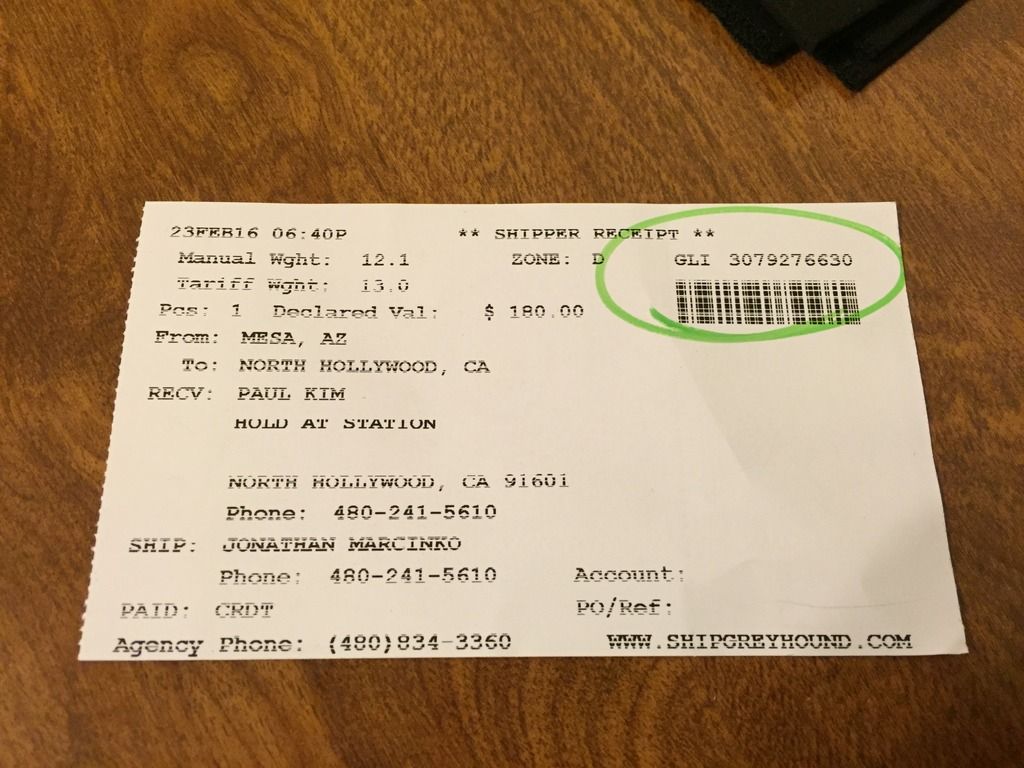 23FEB16 06:40P ** SHIPPER RECEIPT **
Manual Wght: 12.1 ZONE: D GLI 3079276630
Tariff Wght: 13.0
Pcs: 1 Declared Val: $ 180.00
From: MESA, AZ
To: NORTH HOLLYWOOD, CA
RECV: PAUL KIM
HOLD AT STATION
NORTH HOLLYWOOD, CA 91601
Phone: 480-241-5610
SHIP: JONATHAN MARCINKO
Phone: 480-241-5610 Account:
PAID: CRDT PO/Ref:
Agency Phone: (480)834-3360 WWW.SHIPGREYHOUND.COM